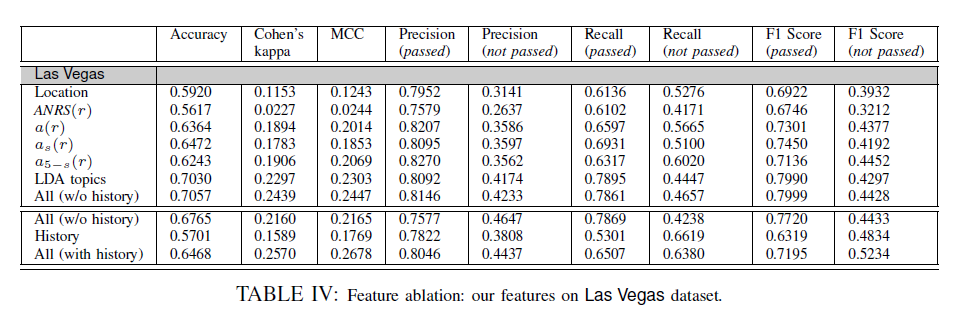 Accuracy Cohen's kappa MCC Precision (passed) Precision (not passed) Recall (passed) Recall (not passed) F1 Score (passed) F1 Score (not passed)
Las Vegas
Location 0.5920 0.1153 0.1243 0.7952 0.3141 0.6136 0.5276 0.6922 0.3932
ANRS(r) 0.5617 0.0227 0.0244 0.7579 0.2637 0.6102 0.4171 0.6746 0.3212
a(r) 0.6364 0.1894 0.2014 0.8207 0.3586 0.6597 0.5665 0.7301 0.4377
a_s(r) 0.6472 0.1783 0.1853 0.8095 0.3597 0.6931 0.5100 0.7450 0.4192
a_{5-s}(r) 0.6243 0.1906 0.2069 0.8270 0.3562 0.6317 0.6020 0.7136 0.4452
LDA topics 0.7030 0.2297 0.2303 0.8092 0.4174 0.7895 0.4447 0.7990 0.4297
All (w/o history) 0.7057 0.2439 0.2447 0.8146 0.4233 0.7861 0.4657 0.7999 0.4428
All (w/o history) 0.6765 0.2160 0.2165 0.7577 0.4647 0.7869 0.4238 0.7720 0.4433
History 0.5701 0.1589 0.1769 0.7822 0.3808 0.5301 0.6619 0.6319 0.4834
All (with history) 0.6468 0.2570 0.2678 0.8046 0.4437 0.6507 0.6380 0.7195 0.5234
TABLE IV: Feature ablation: our features on Las Vegas dataset.